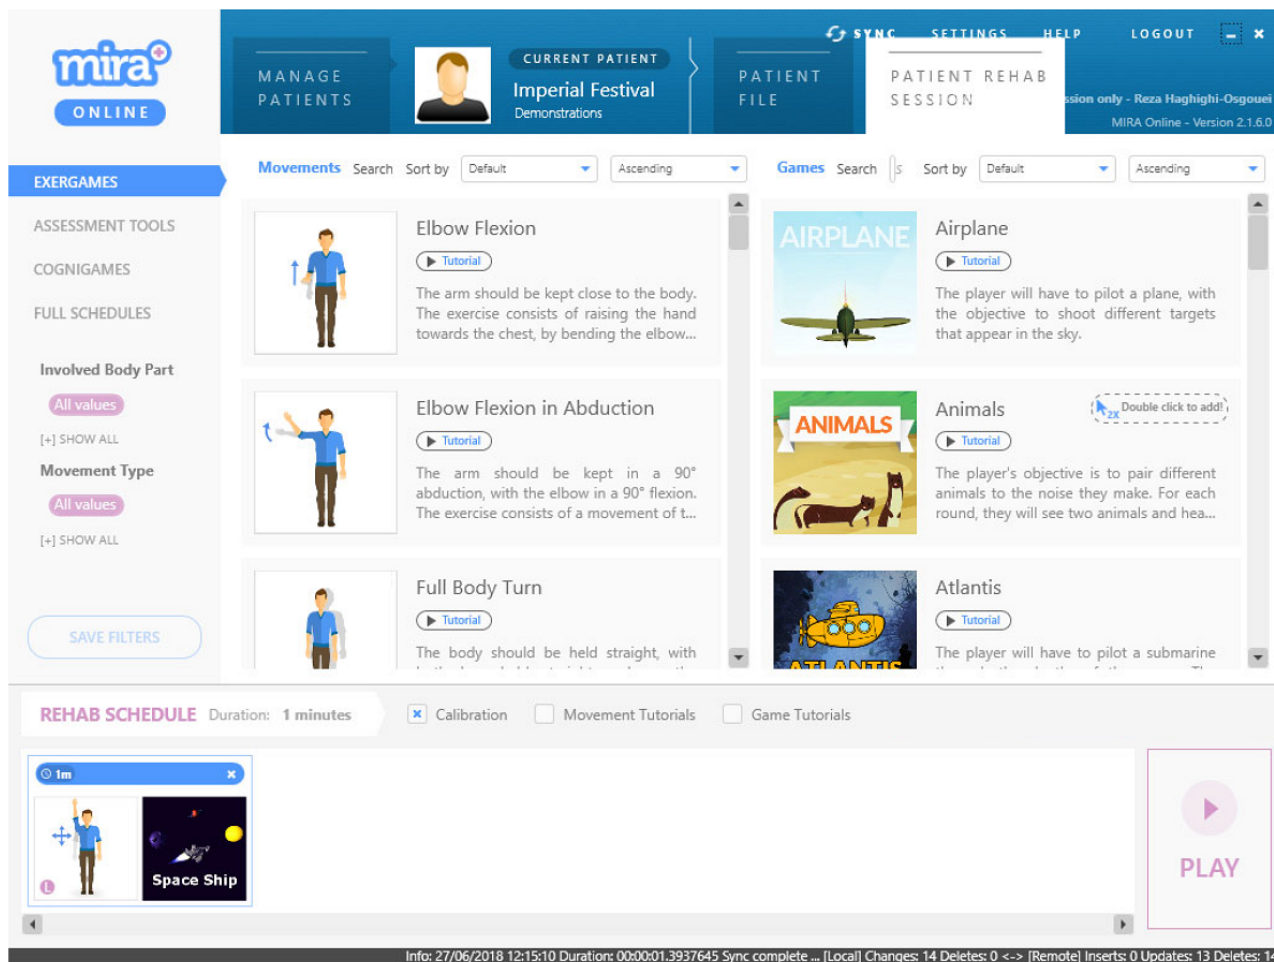 mira
ONLINE
MANAGE
PATIENTS
CURRENT PATIENT
Imperial Festival
Demonstrations
PATIENT
FILE
SYNC SETTINGS HELP LOGOUT
PATIENT REHAB
SESSION
ssion only - Reza Haghighi-Osgouei
MIRA Online - Version 2.1.6.0
EXERGAMES
ASSESSMENT TOOLS
COGNIGAMES
FULL SCHEDULES
Involved Body Part
All values
[+] SHOW ALL
Movement Type
All values
[+] SHOW ALL
SAVE FILTERS
Movements Search Sort by Default Ascending
Elbow Flexion
Tutorial
The arm should be kept close to the body.
The exercise consists of raising the hand
towards the chest, by bending the elbow...
Elbow Flexion in Abduction
Tutorial
The arm should be kept in a 90°
abduction, with the elbow in a 90° flexion.
The exercise consists of a movement of t...
Full Body Turn
Tutorial
The body should be held straight, with
Games Search s Sort by Default Ascending
AIRPLANE
Airplane
Tutorial
The player will have to pilot a plane, with
the objective to shoot different targets
that appear in the sky.
ANIMALS
Animals
2X Double click to add!
Tutorial
The player's objective is to pair different
animals to the noise they make. For each
round, they will see two animals and hea...
ATLANTIS
Atlantis
Tutorial
The player will have to pilot a submarine
REHAB SCHEDULE Duration: 1 minutes Calibration Movement Tutorials Game Tutorials
1m
L
Space Ship
PLAY
Info: 27/06/2018 12:15:10 Duration: 00:00:01.3937645 Sync complete ... [Local] Changes: 14 Deletes: 0 <-> [Remote] Inserts: 0 Updates: 13 Deletes: 14